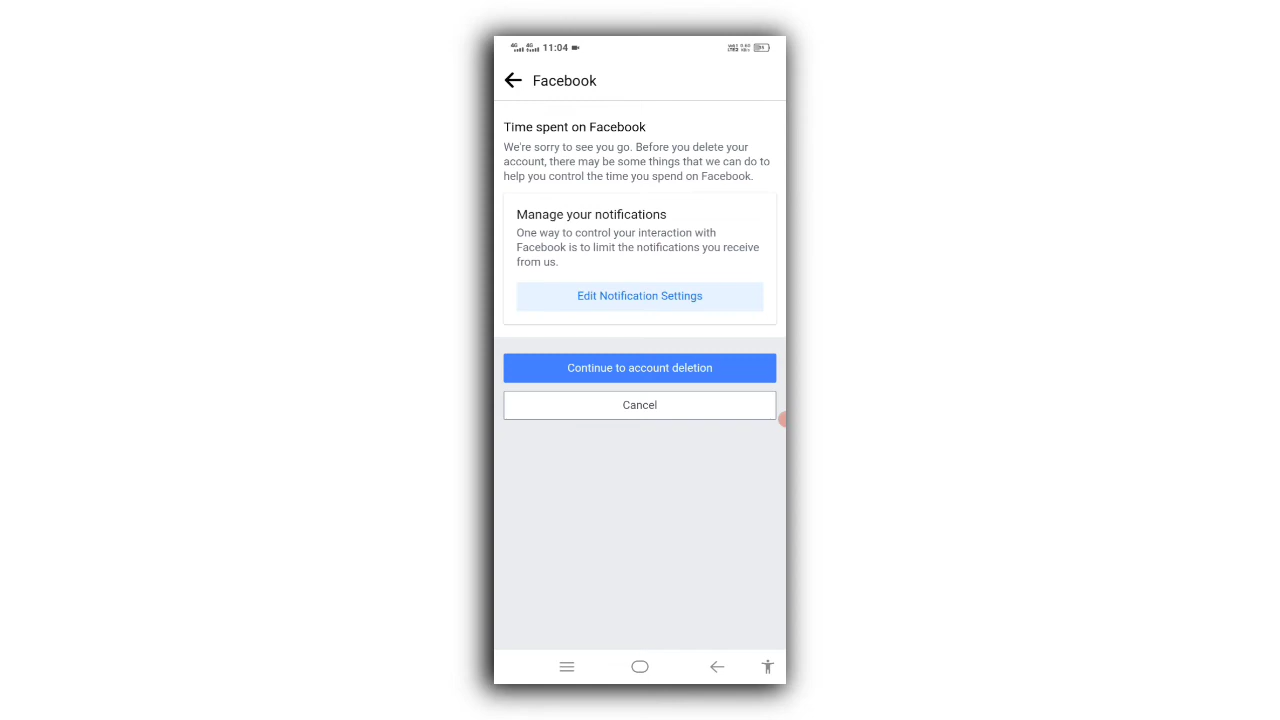 11:04
Facebook
Time spent on Facebook
We're sorry to see you go. Before you delete your
account, there may be some things that we can do to
help you control the time you spend on Facebook.
Manage your notifications
One way to control your interaction with
Facebook is to limit the notifications you receive
from us.
Edit Notification Settings
Continue to account deletion
Cancel